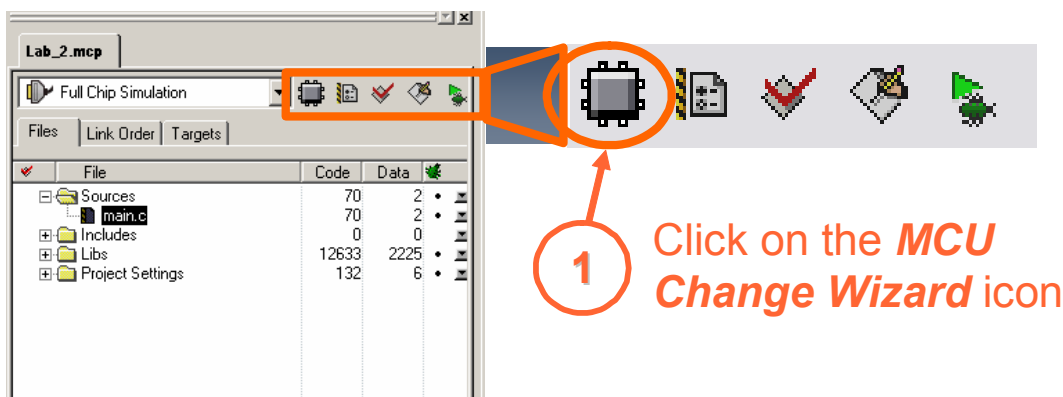 Lab_2.mcp
Full Chip Simulation
Files Link Order Targets
File Code Data
Sources 70 2
main.c 70 2
Includes 0 0
Libs 12633 2225
Project Settings 132 6
1
Click on the MCU
Change Wizard icon